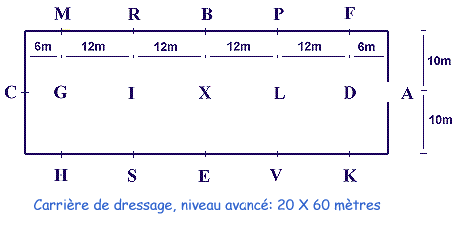 M R B P F
6m 12m 12m 12m 12m 6m
10m
C G I X L D A
10m
H S E V K
Carrière de dressage, niveau avancé: 20 X 60 mètres